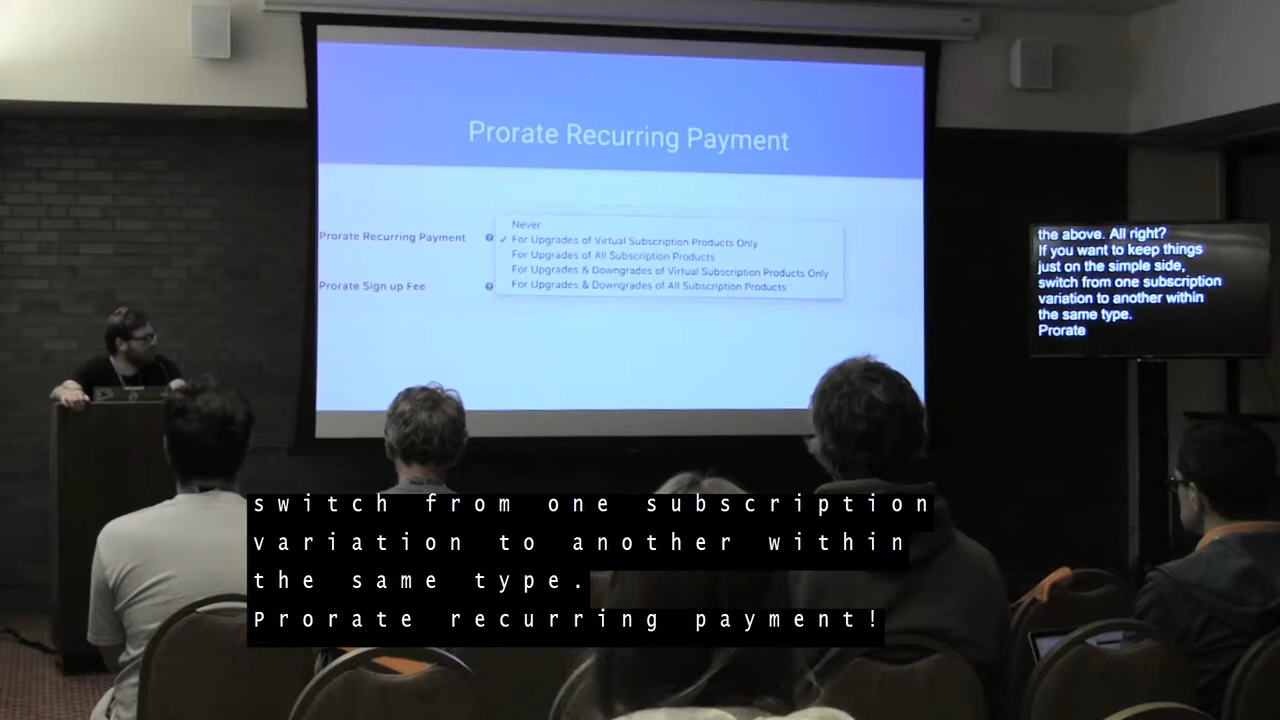 Prorate Recurring Payment
Prorate Recurring Payment
Never
✓ For Upgrades of Virtual Subscription Products Only
For Upgrades of All Subscription Products
For Upgrades & Downgrades of Virtual Subscription Products Only
For Upgrades & Downgrades of All Subscription Products
Prorate Sign up Fee
the above. All right?
If you want to keep things
just on the simple side,
switch from one subscription
variation to another within
the same type.
Prorate
switch from one subscription
variation to another within
the same type.
Prorate recurring payment!